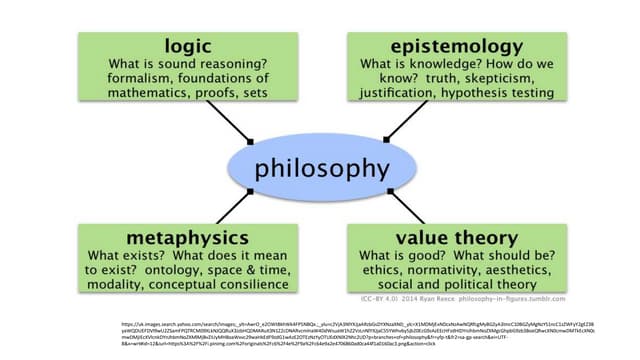 logic
What is sound reasoning?
formalism, foundations of
mathematics, proofs, sets
epistemology
What is knowledge? How do we
know? truth, skepticism,
justification, hypothesis testing
philosophy
metaphysics
What exists? What does it mean
to exist? ontology, space & time,
modality, conceptual consilience
value theory
What is good? What should be?
ethics, normativity, aesthetics,
social and political theory
(CC-BY 4.0) 2014 Ryan Reece philosophy-in-figures.tumblr.com